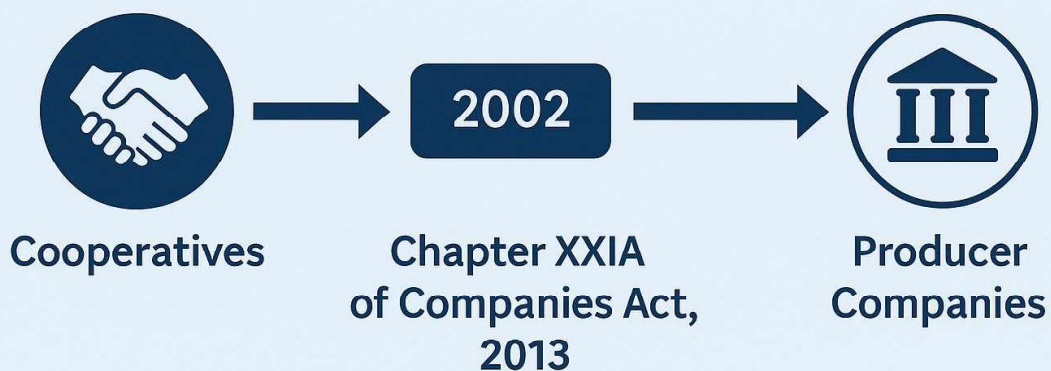 2002
Cooperatives
Chapter XXIA
of Companies Act,
2013
Producer
Companies